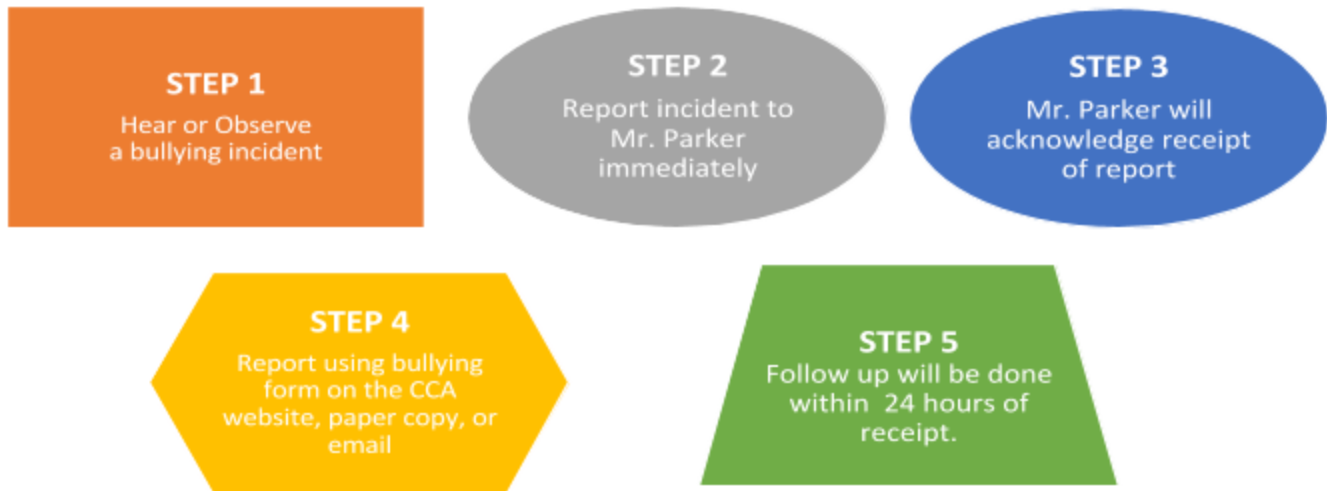 STEP 1
Hear or Observe
a bullying incident
STEP 2
Report incident to
Mr. Parker
immediately
STEP 3
Mr. Parker will
acknowledge receipt
of report
STEP 4
Report using bullying
form on the CCA
website, paper copy, or
email
STEP 5
Follow up will be done
within 24 hours of
receipt.